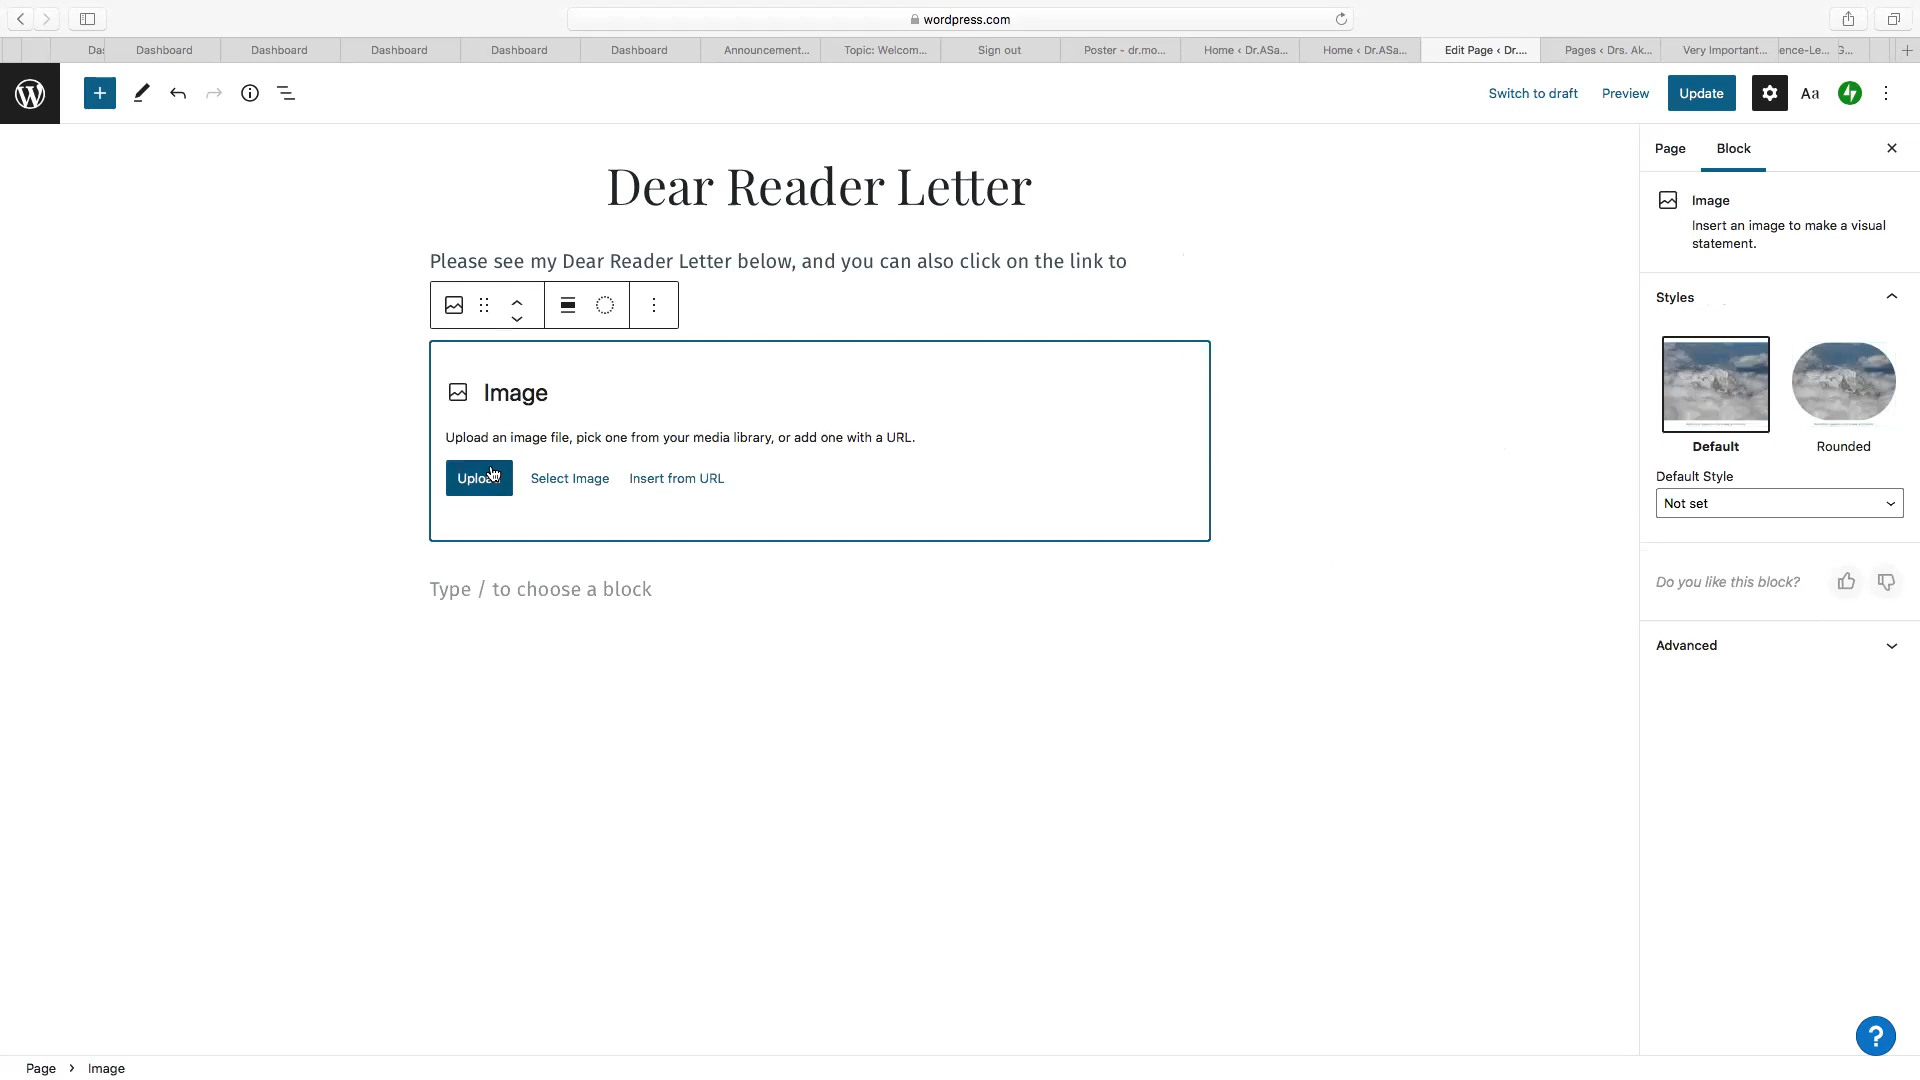 wordpress.com
Das
Dashboard
Dashboard
Dashboard
Dashboard
Dashboard
Announcement...
Topic: Welcom...
Sign out
Poster - dr.mo...
Home < Dr.ASa...
Home < Dr.ASa...
Edit Page < Dr....
Pages < Drs. Ak...
Very Important...
ence-Le...
Switch to draft
Preview
Update
Aa
Dear Reader Letter
Page
Block
Image
Insert an image to make a visual
statement.
Please see my Dear Reader Letter below, and you can also click on the link to
Styles
Image
Upload an image file, pick one from your media library, or add one with a URL.
Select Image
Insert from URL
Default
Rounded
Default Style
Not set
Type / to choose a block
Do you like this block?
Advanced
?
Page > Image